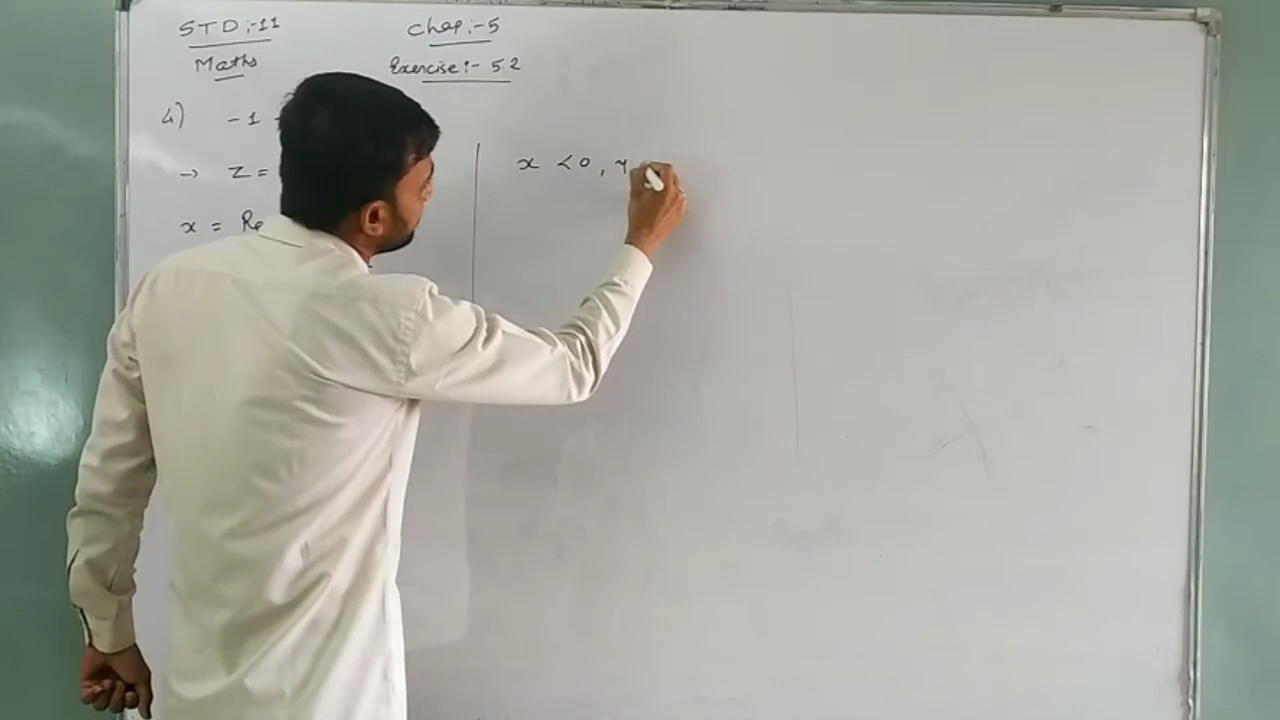 STD:-11
Chap:-5
Maths
Exercise:- 5.2
4) -1
→ z =
x = Re
x < 0, y